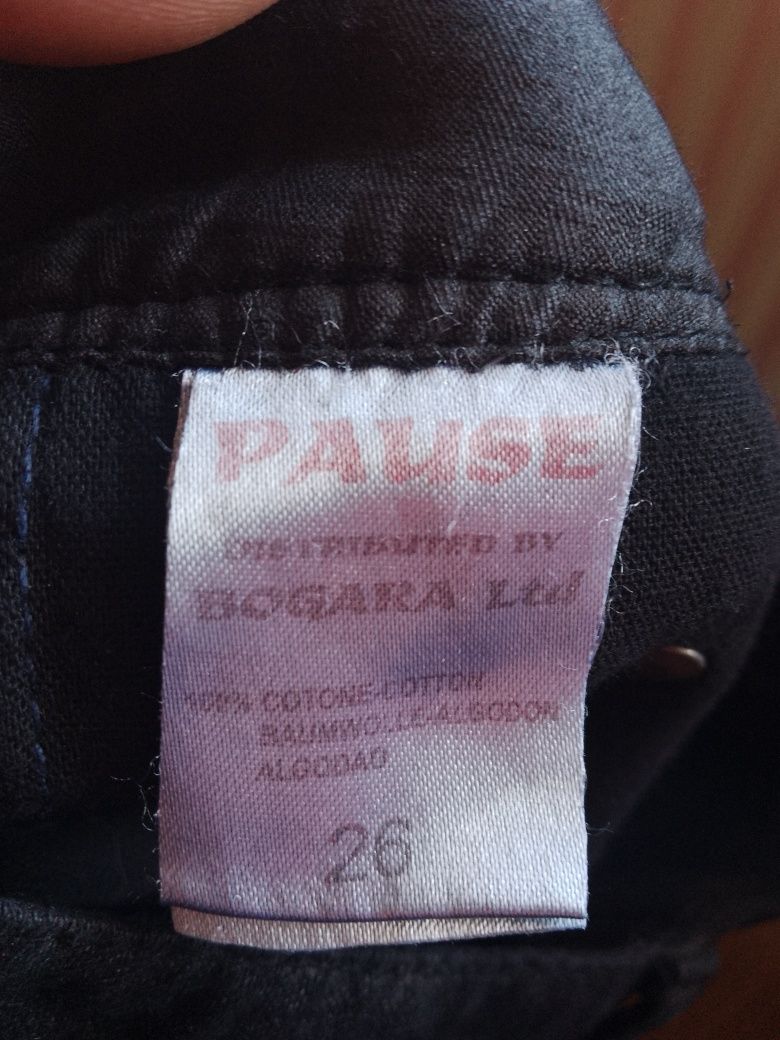 PAUSE
DISTRIBUTED BY
BOGARA Ltd
100% COTONE-COTTON
BAUMWOLLE-ALGODON
ALGODAO
26